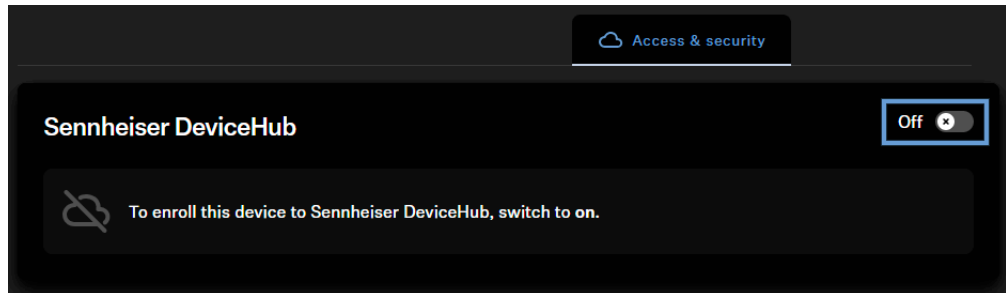 Access & security
Sennheiser DeviceHub
Off
To enroll this device to Sennheiser DeviceHub, switch to on.